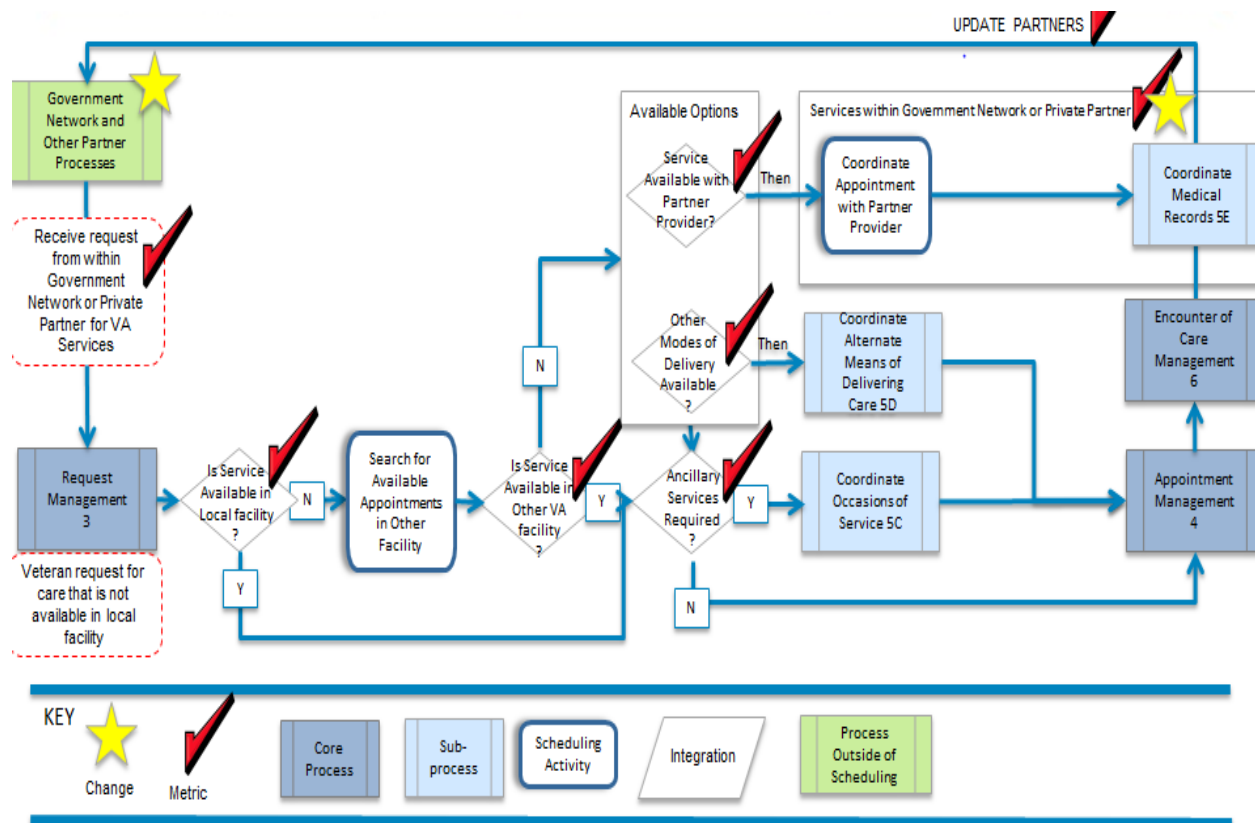 UPDATE PARTNERS
Government
Network and
Other Partner
Processes
Available Options
Services within Government Network or Private Partner
Service
Available with
Partner
Provider?
Then
Coordinate
Appointment
with Partner
Provider
Coordinate
Medical
Records 5E
Receive request
from within
Government
Network or Private
Partner for VA
Services
N
Other
Modes of
Delivery
Available
?
Then
Coordinate
Alternate
Means of
Delivering
Care 5D
Encounter of
Care
Management
6
Request
Management
3
Is Service
Available in
Local facility
?
N
Search for
Available
Appointments
in Other
Facility
Is Service
Available in
Other VA
facility
?
Y
Ancillary
Services
Required
?
Y
Coordinate
Occasions of
Service 5C
Appointment
Management
4
Veteran request for
care that is not
available in local
facility
Y
N
KEY
Change
Metric
Core
Process
Sub-
process
Scheduling
Activity
Integration
Process
Outside of
Scheduling